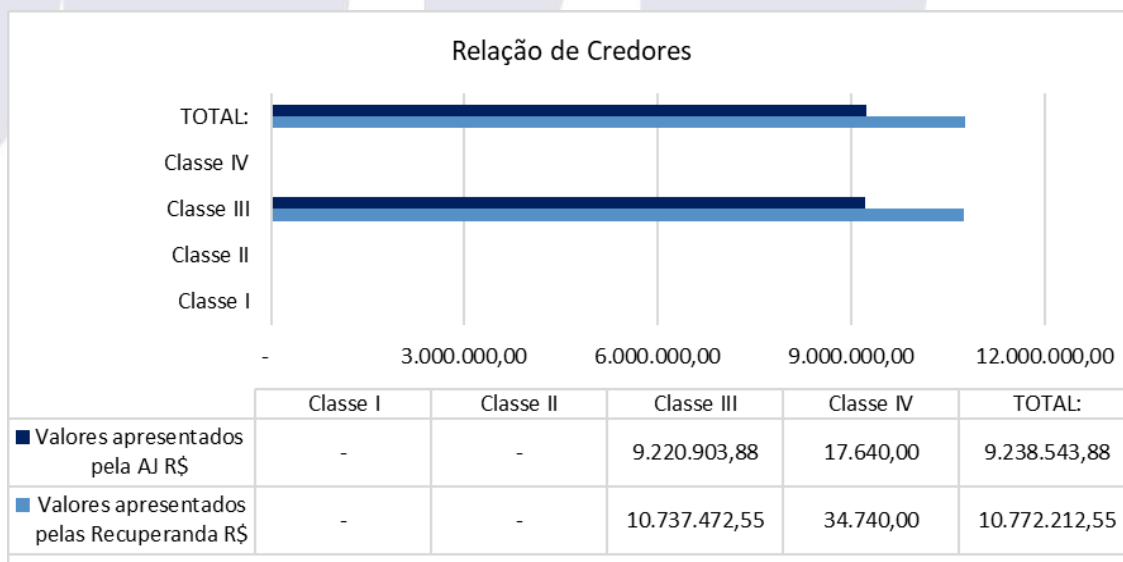 Relação de Credores
TOTAL:
Classe IV
Classe III
Classe II
Classe I
- 3.000.000,00 6.000.000,00 9.000.000,00 12.000.000,00
Classe I Classe II Classe III Classe IV TOTAL:
Valores apresentados
pela AJ R$
- - 9.220.903,88 17.640,00 9.238.543,88
Valores apresentados
pelas Recuperanda R$
- - 10.737.472,55 34.740,00 10.772.212,55